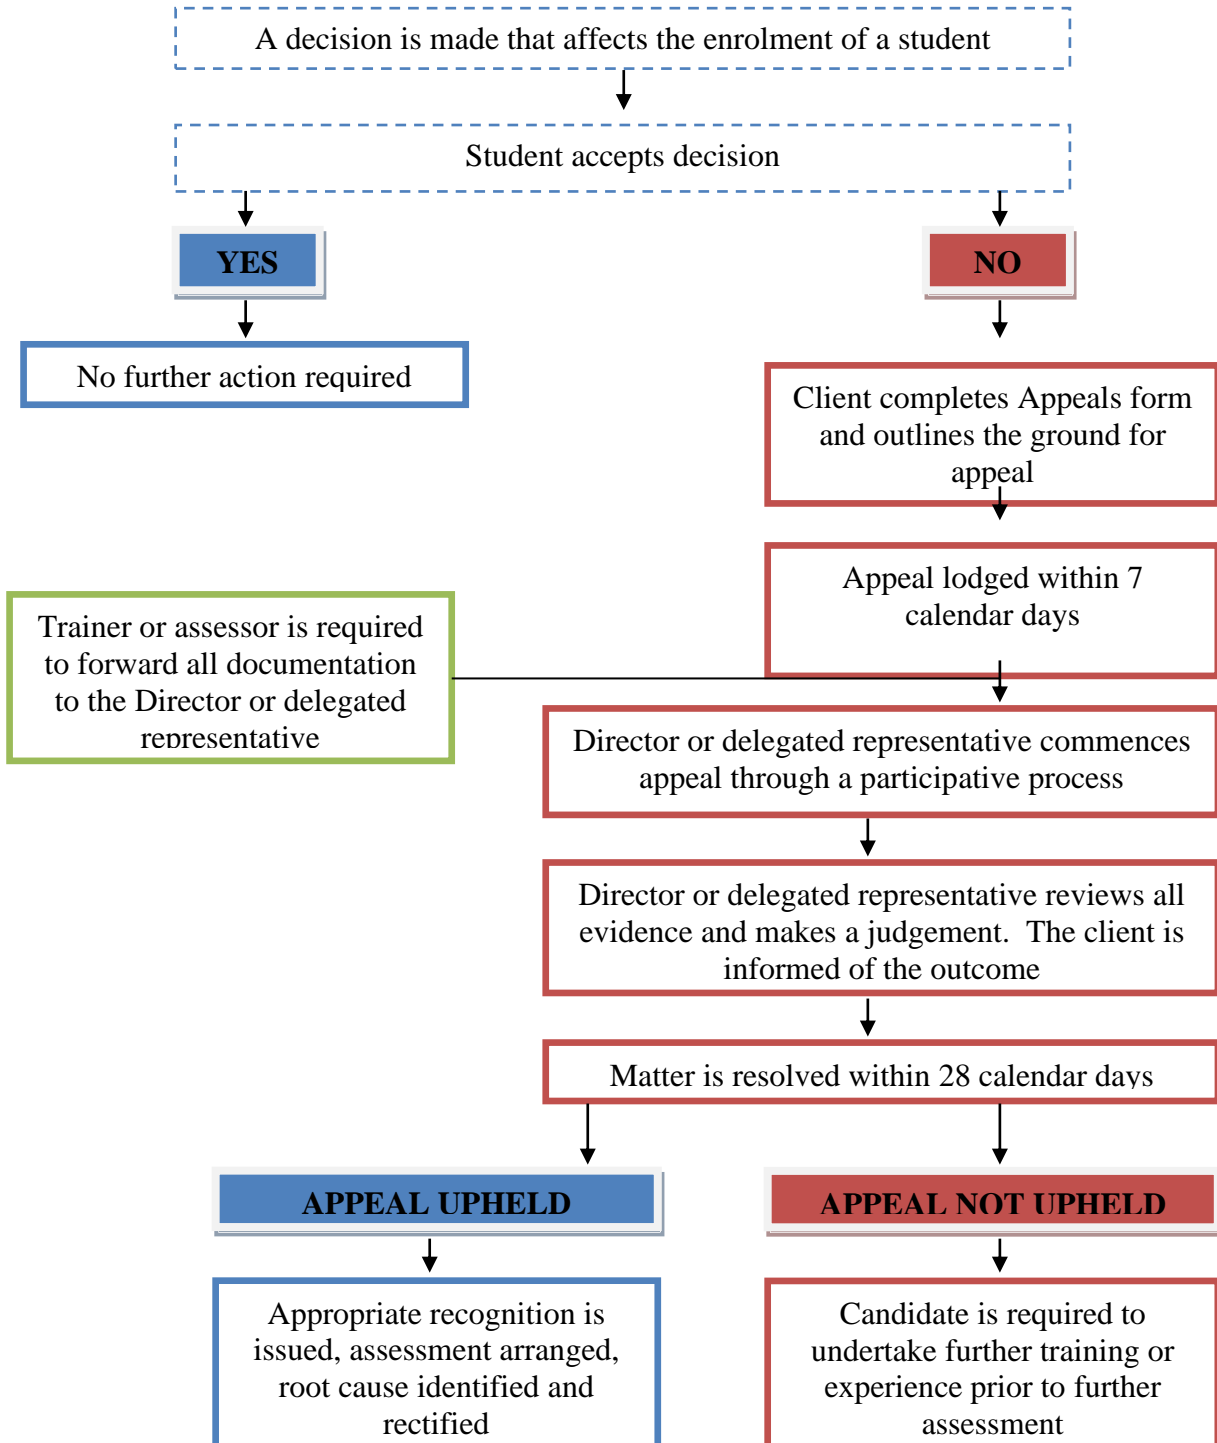 A decision is made that affects the enrolment of a student
Student accepts decision
YES
NO
No further action required
Client completes Appeals form
and outlines the ground for
appeal
Appeal lodged within 7
calendar days
Trainer or assessor is required
to forward all documentation
to the Director or delegated
representative
Director or delegated representative commences
appeal through a participative process
Director or delegated representative reviews all
evidence and makes a judgement.  The client is
informed of the outcome
Matter is resolved within 28 calendar days
APPEAL UPHELD
APPEAL NOT UPHELD
Appropriate recognition is
issued, assessment arranged,
root cause identified and
rectified
Candidate is required to
undertake further training or
experience prior to further
assessment